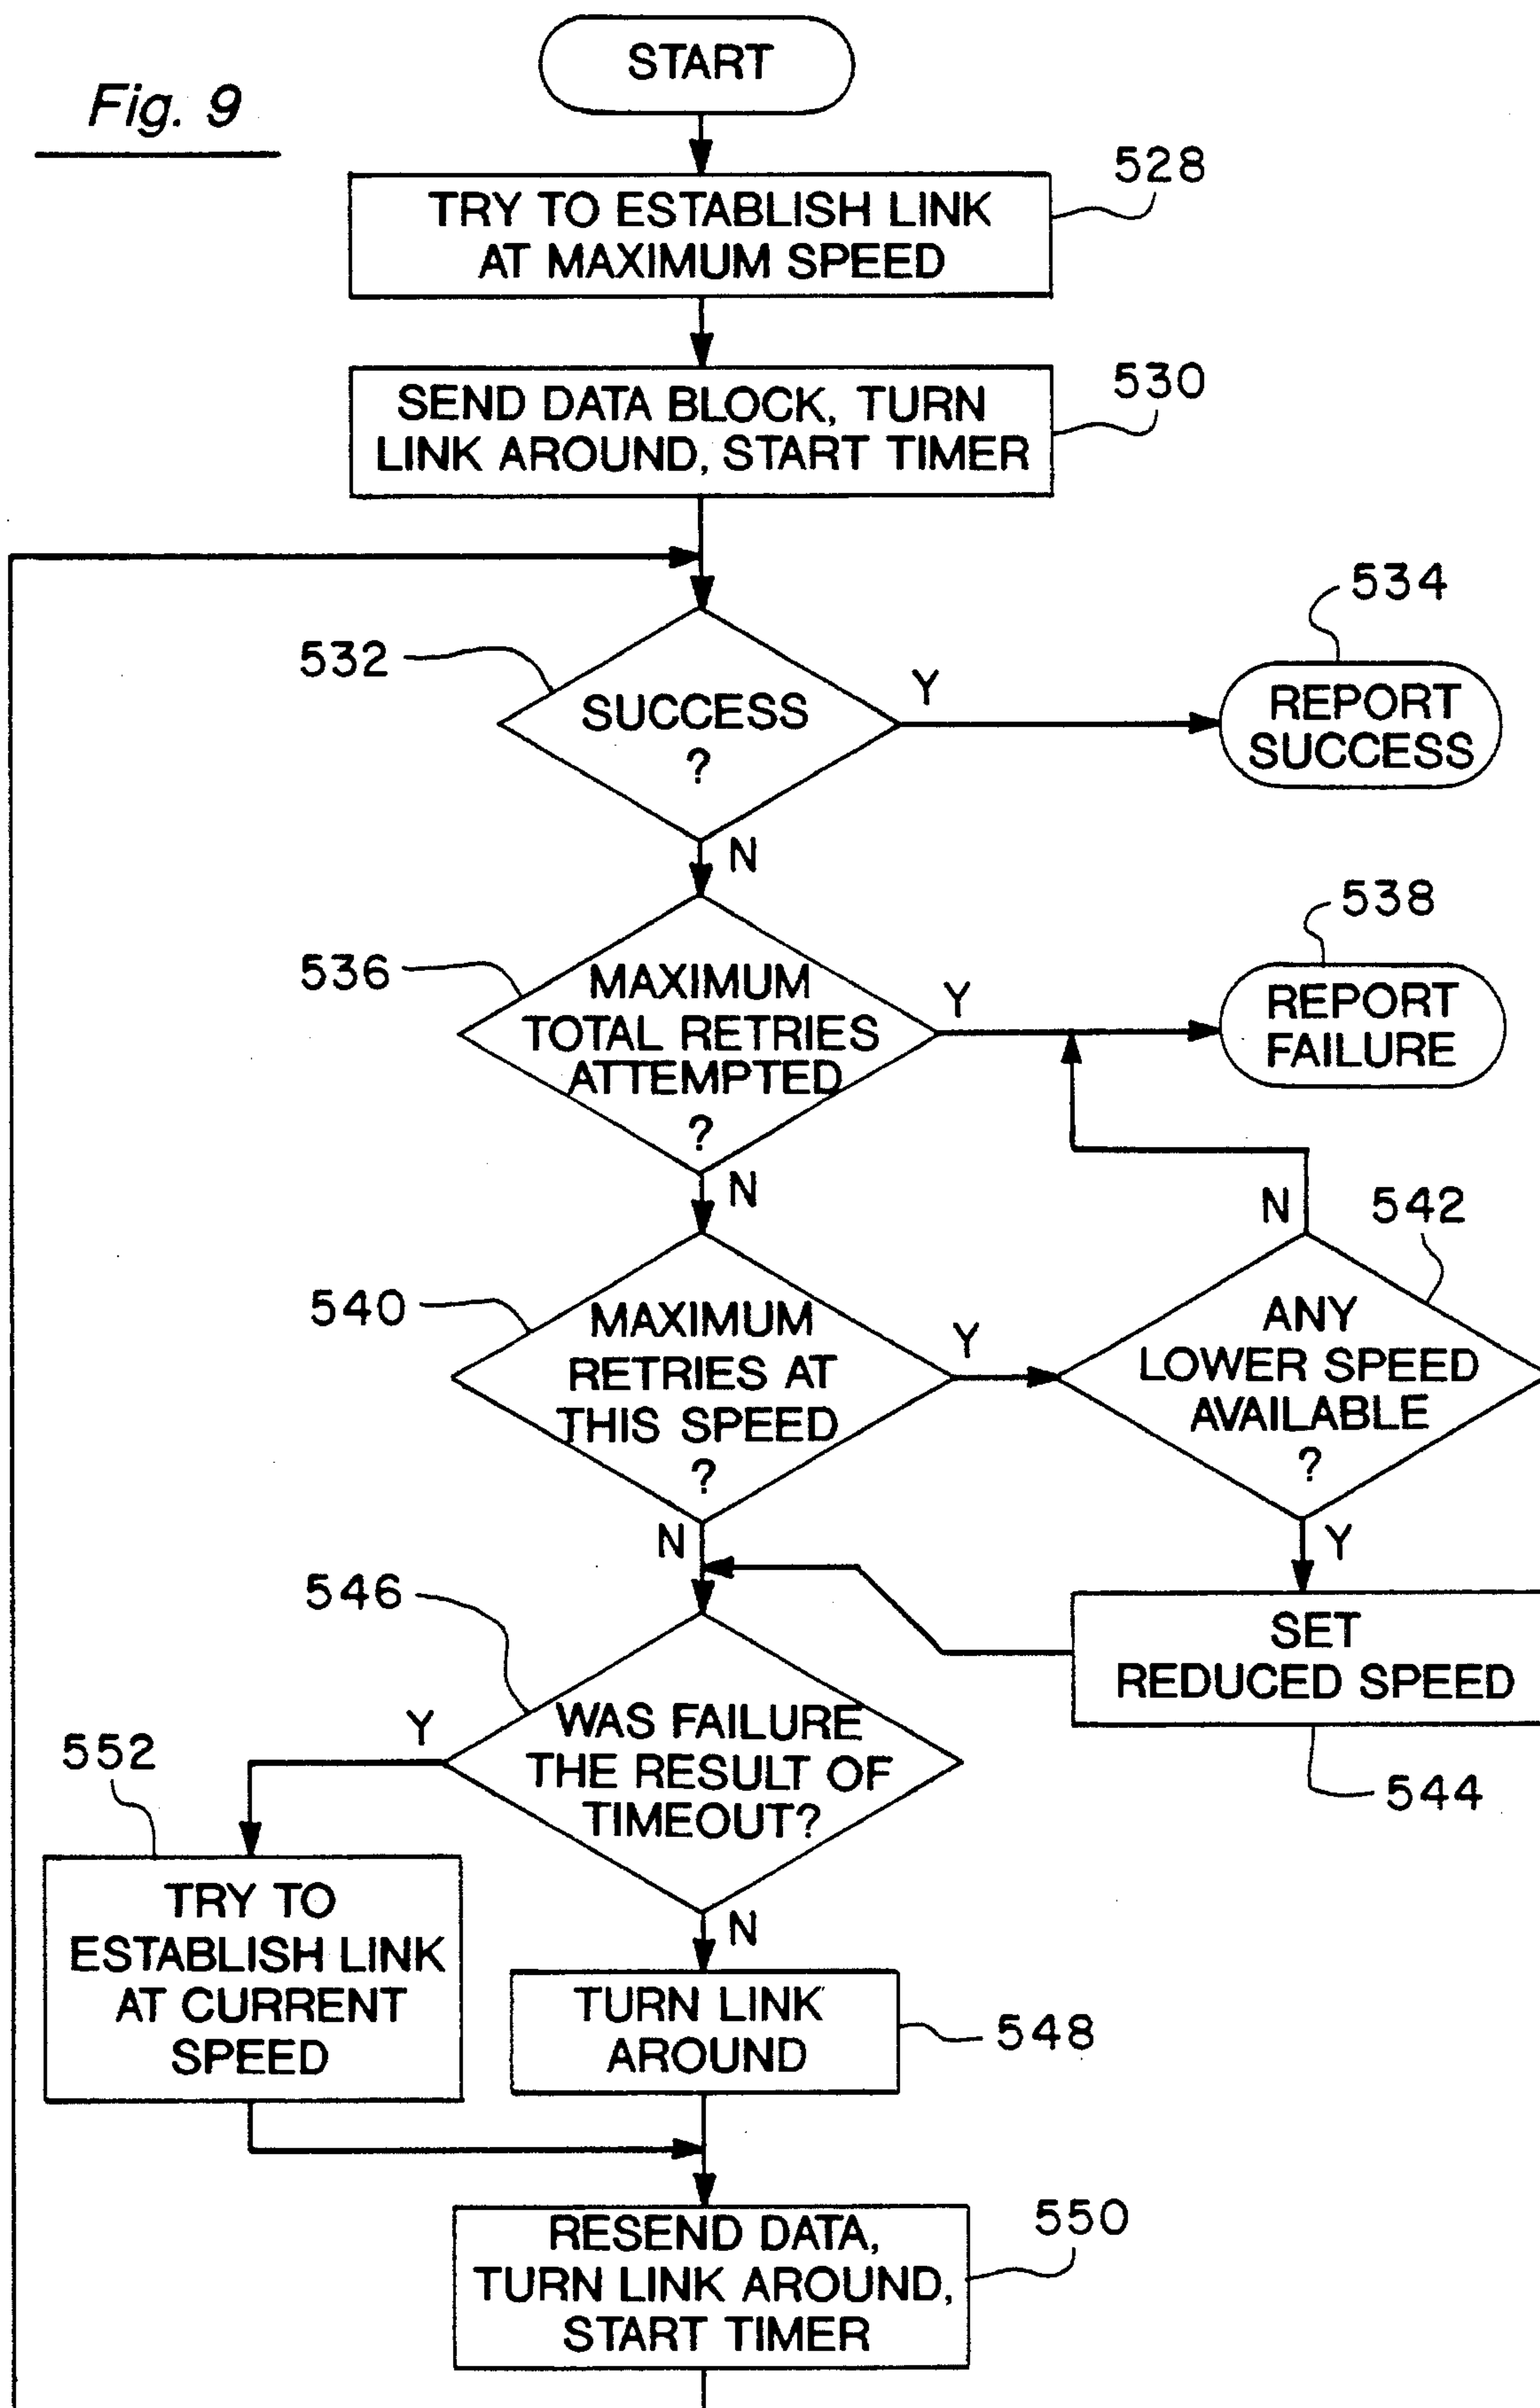 START
Fig. 9
528
TRY TO ESTABLISH LINK
AT MAXIMUM SPEED
530
SEND DATA BLOCK, TURN
LINK AROUND, START TIMER
532
SUCCESS
?
Y
534
REPORT
SUCCESS
N
536
MAXIMUM
TOTAL RETRIES
ATTEMPTED
?
Y
538
REPORT
FAILURE
N
540
MAXIMUM
RETRIES AT
THIS SPEED
?
Y
N
542
ANY
LOWER SPEED
AVAILABLE
?
N
Y
SET
REDUCED SPEED
544
546
WAS FAILURE
THE RESULT OF
TIMEOUT?
Y
552
TRY TO
ESTABLISH LINK
AT CURRENT
SPEED
N
TURN LINK
AROUND
548
550
RESEND DATA,
TURN LINK AROUND,
START TIMER